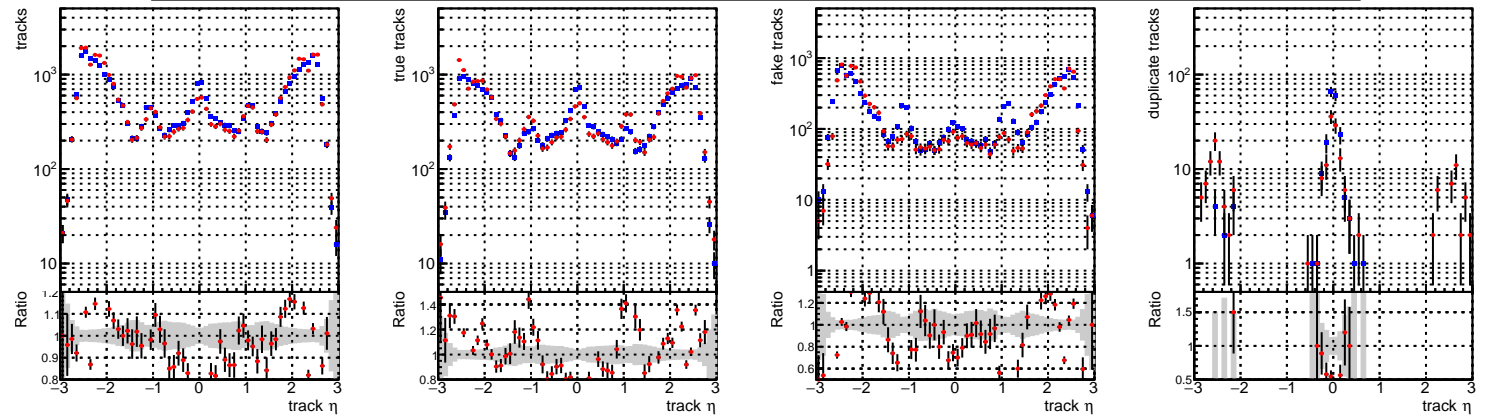 tracks
10³
10²
10
Ratio
1.2
1.1
1
0.9
0.8
−3 −2 −1 0 1 2 3
track η
true tracks
10³
10²
10
Ratio
1.4
1.2
1
0.8
−3 −2 −1 0 1 2 3
track η
fake tracks
10³
10²
10
1
Ratio
1.2
1
0.8
0.6
−3 −2 −1 0 1 2 3
track η
duplicate tracks
10²
10
1
Ratio
1.5
1
0.5
−3 −2 −1 0 1 2 3
track η